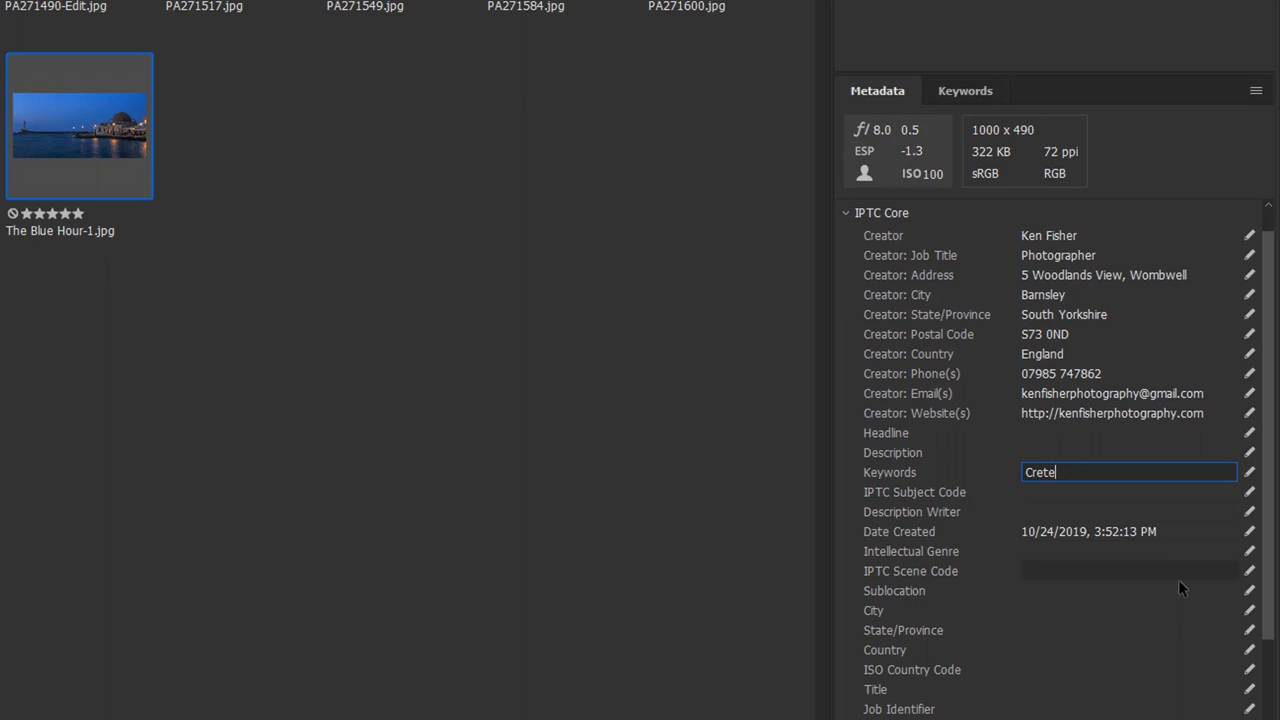 PA271490-Edit.jpg PA271517.jpg PA271549.jpg PA271584.jpg PA271600.jpg
The Blue Hour-1.jpg
Metadata Keywords
f/ 8.0 0.5
ESP -1.3
ISO 100
1000 x 490
322 KB 72 ppi
sRGB RGB
IPTC Core
Creator Ken Fisher
Creator: Job Title Photographer
Creator: Address 5 Woodlands View, Wombwell
Creator: City Barnsley
Creator: State/Province South Yorkshire
Creator: Postal Code S73 0ND
Creator: Country England
Creator: Phone(s) 07985 747862
Creator: Email(s) kenfisherphotography@gmail.com
Creator: Website(s) http://kenfisherphotography.com
Headline
Description
Keywords Crete
IPTC Subject Code
Description Writer
Date Created 10/24/2019, 3:52:13 PM
Intellectual Genre
IPTC Scene Code
Sublocation
City
State/Province
Country
ISO Country Code
Title
Job Identifier